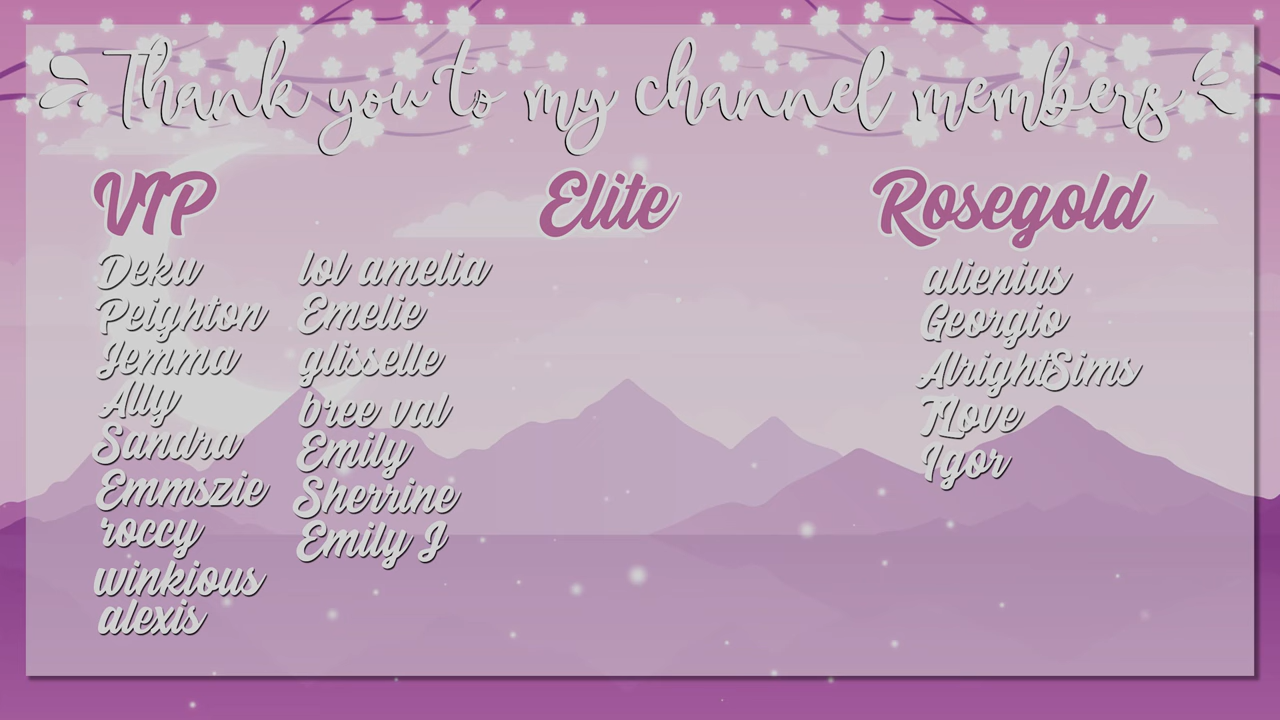 Thank you to my channel members
VIP
Deku
Peighton
Jemma
Ally
Sandra
Emmszie
roccy
winkious
alexis
lol amelia
Emelie
glisselle
bree val
Emily
Sherrine
Emily J
Elite
Rosegold
alienius
Georgio
AlrightSims
TLove
Igor